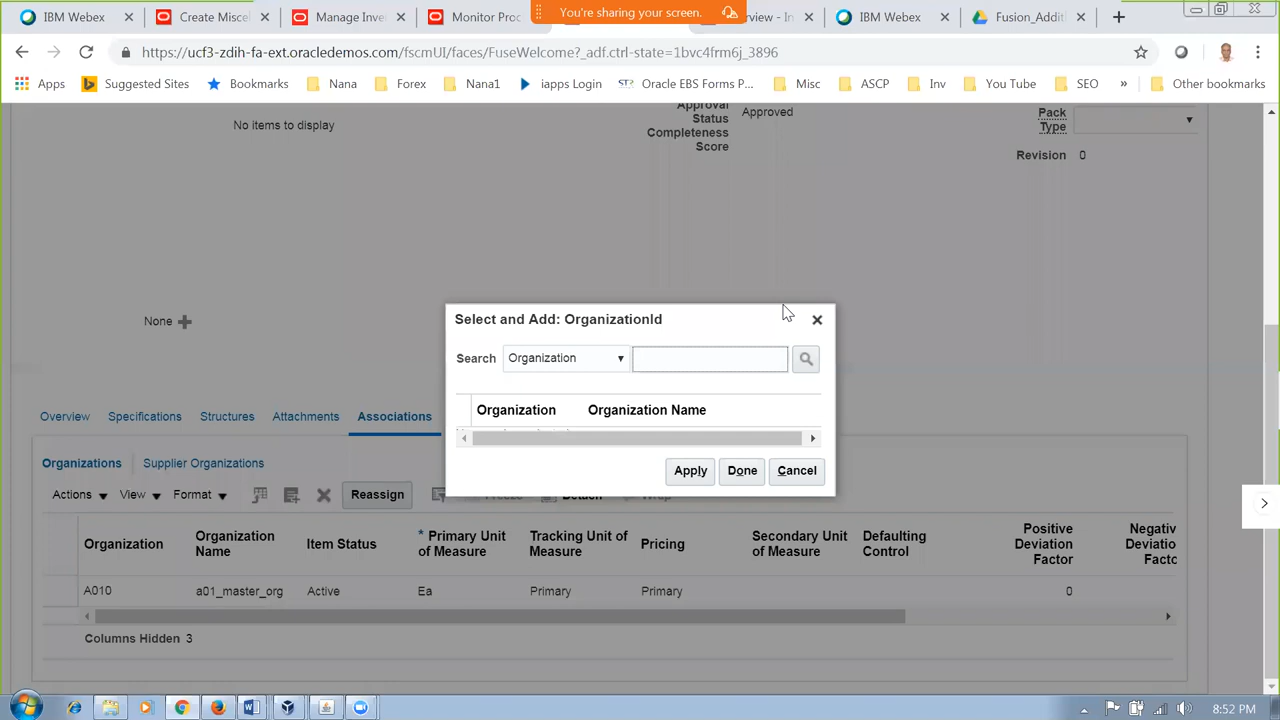 IBM Webex
Create Miscel
Manage Inve
Monitor Proc
You're sharing your screen.
rview - In
IBM Webex
Fusion_Additi
https://ucf3-zdih-fa-ext.oracledemos.com/fscmUI/faces/FuseWelcome?_adf.ctrl-state=1bvc4frm6j_3896
Apps
Suggested Sites
Bookmarks
Nana
Forex
Nana1
iapps Login
Oracle EBS Forms P...
Misc
ASCP
Inv
You Tube
SEO
»
Other bookmarks
No items to display
Approval
Status
Approved
Completeness
Score
Pack
Type
Revision 0
None
Select and Add: OrganizationId
Search
Organization
Organization
Organization Name
Apply
Done
Cancel
Overview
Specifications
Structures
Attachments
Associations
Organizations
Supplier Organizations
Actions
View
Format
Reassign
Freeze
Detach
Wrap
Organization
Organization
Name
Item Status
* Primary Unit
of Measure
Tracking Unit of
Measure
Pricing
Secondary Unit
of Measure
Defaulting
Control
Positive
Deviation
Factor
Negativ
Deviatio
Facto
A010
a01_master_org
Active
Ea
Primary
Primary
0
Columns Hidden 3
8:52 PM